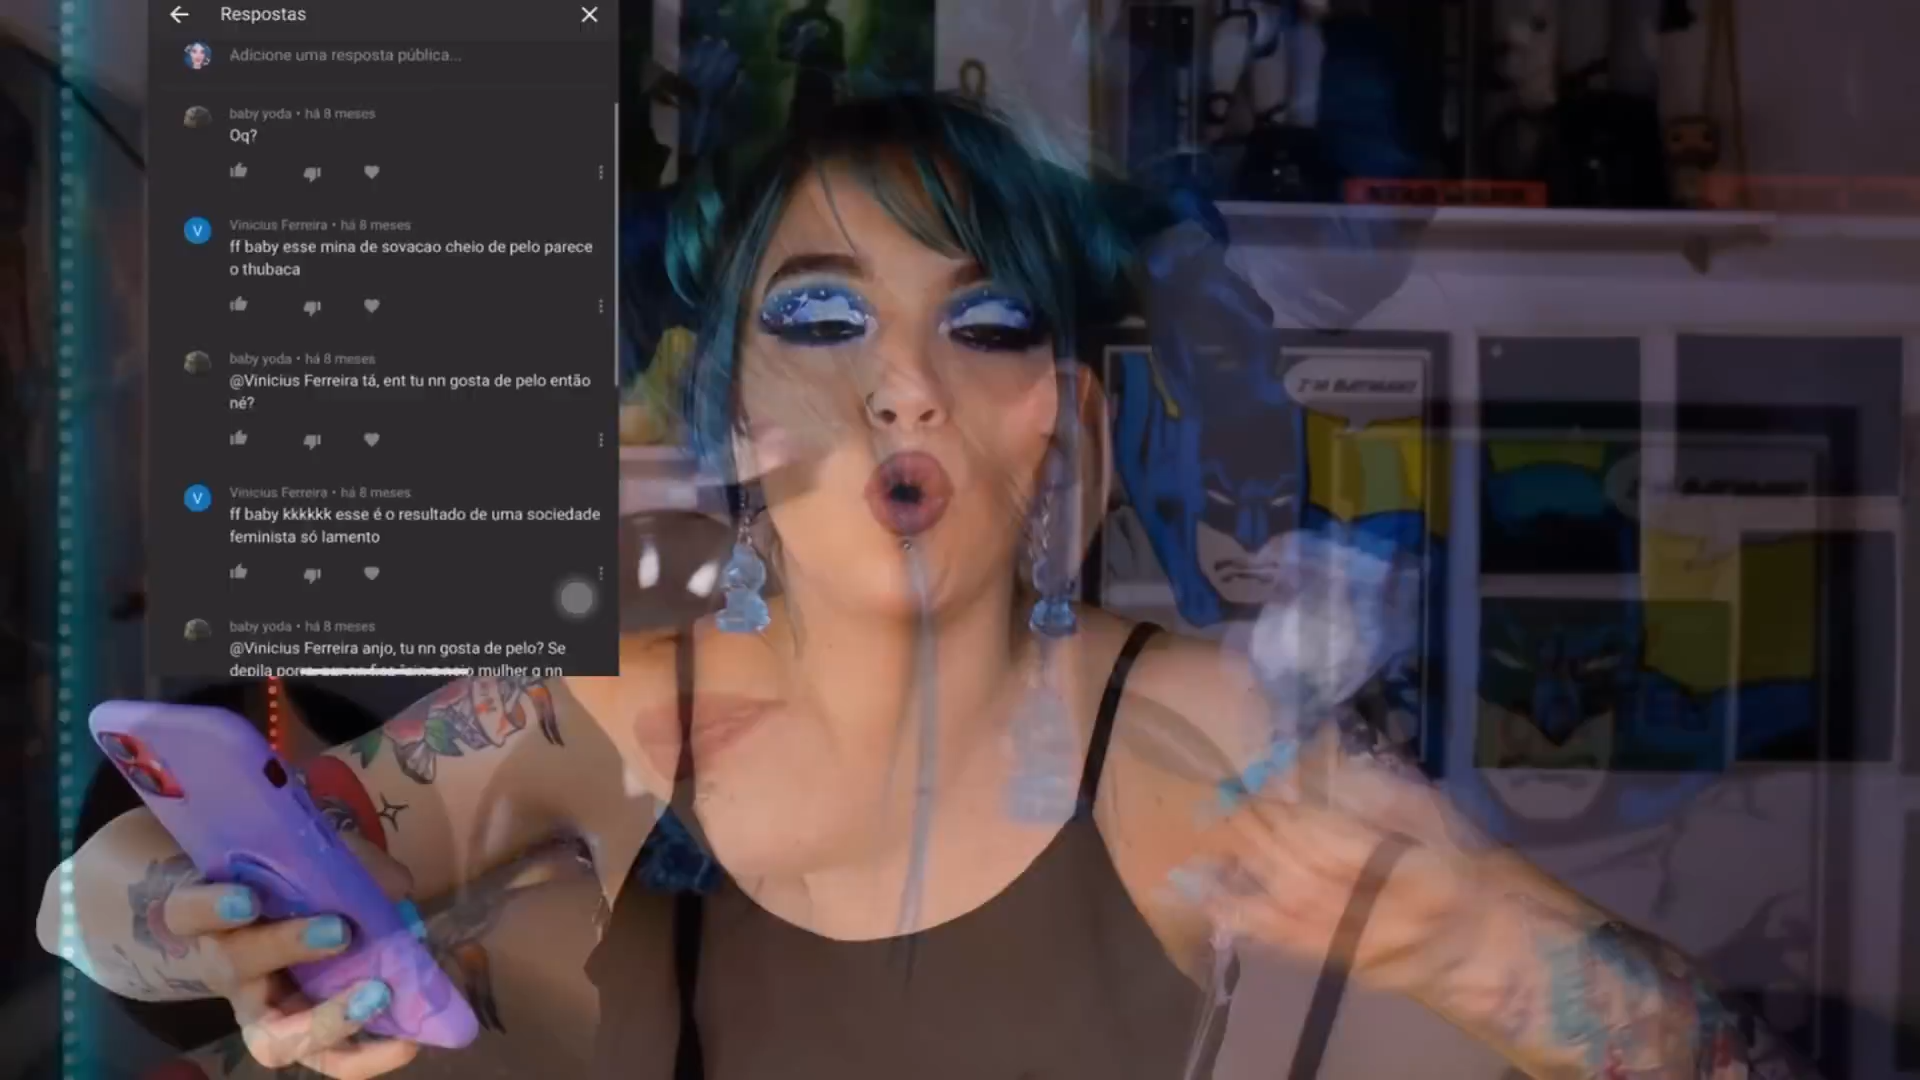 Respostas
Adicione uma resposta pública...
baby yoda • há 8 meses
Oq?
Vinicius Ferreira • há 8 meses
ff baby esse mina de sovacao cheio de pelo parece
o thubaca
baby yoda • há 8 meses
@Vinicius Ferreira tá, ent tu nn gosta de pelo então
né?
Vinicius Ferreira • há 8 meses
ff baby kkkkkk esse é o resultado de uma sociedade
feminista só lamento
baby yoda • há 8 meses
@Vinicius Ferreira anjo, tu nn gosta de pelo? Se
depila mulher q nn
I'M BATMAN!
V
V